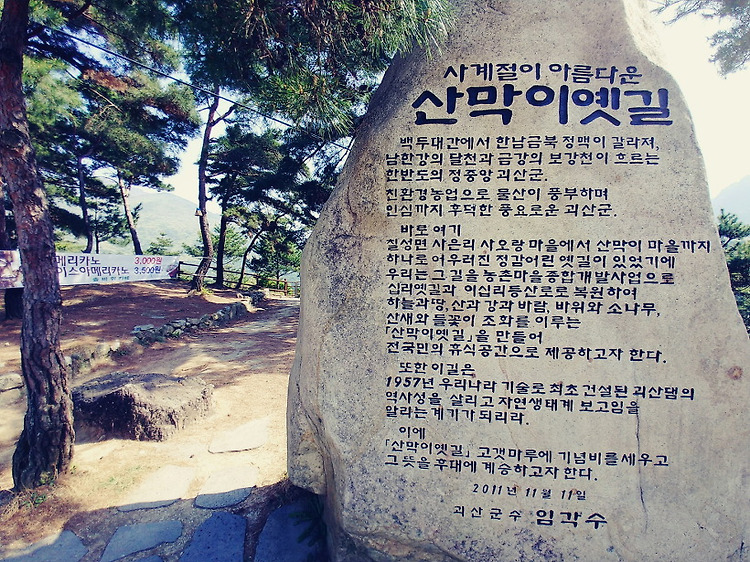 사계절이 아름다운
산막이옛길
백두대간에서 한남금북 정맥이 갈라져,
남한강의 달천과 금강의 보강천이 흐르는
한반도의 정중앙 괴산군.
친환경농업으로 물산이 풍부하며
인심까지 후덕한 풍요로운 괴산군.
바로 여기
칠성면 사은리 사오랑 마을에서 산막이 마을까지
하나로 어우러진 정감어린 옛길이 있었기에
우리는 그 길을 농촌마을종합개발사업으로
십리옛길과 이십리등산로로 복원하여
하늘과 땅, 산과 강과 바람, 바위와 소나무,
산새와 들꽃이 조화를 이루는
「산막이옛길」을 만들어
전국민의 휴식공간으로 제공하고자 한다.
또한 이길은
1957년 우리나라 기술로 최초 건설된 괴산댐의
역사성을 살리고 자연생태계 보고임을
알리는 계기가 되리라.
이에
「산막이옛길」 고갯마루에 기념비를 세우고
그 뜻을 후대에 계승하고자 한다.
2011년 11월 11일
괴산군수 임각수
메리카노 3,000원
이스아메리카노 3,500원